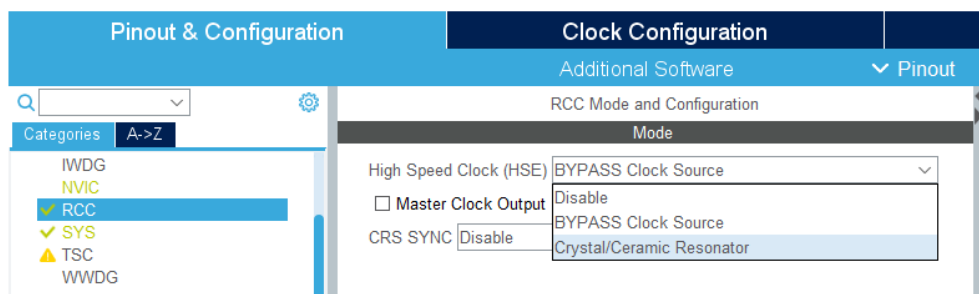 Pinout & Configuration
Clock Configuration
Additional Software
Pinout
RCC Mode and Configuration
Categories
A->Z
Mode
IWDG
NVIC
RCC
SYS
TSC
WWDG
High Speed Clock (HSE) BYPASS Clock Source
Disable
Master Clock Output
BYPASS Clock Source
CRS SYNC Disable
Crystal/Ceramic Resonator